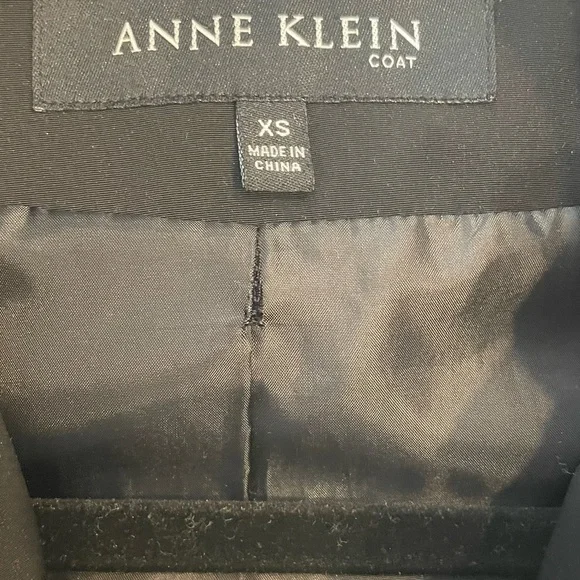 ANNE KLEIN
COAT
XS
MADE IN
CHINA